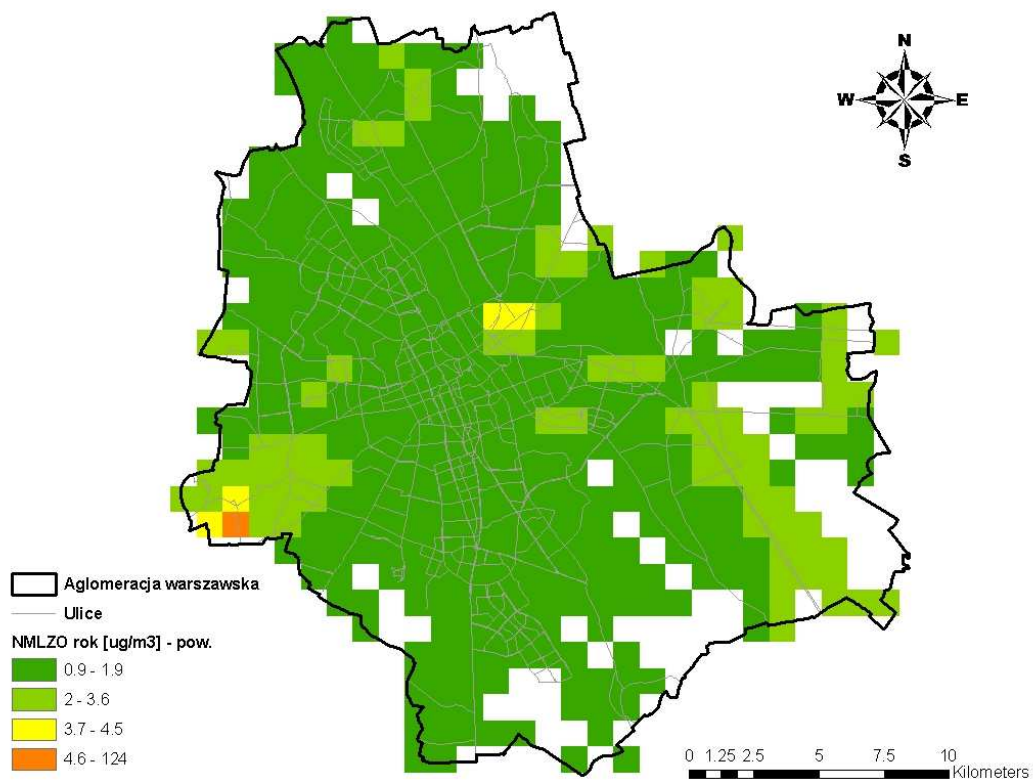 N
W E
S
Aglomeracja warszawska
Ulice
NMLZO rok [ug/m3] - pow.
0.9 - 1.9
2 - 3.6
3.7 - 4.5
4.6 - 124
0 1.25 2.5 5 7.5 10
Kilometers